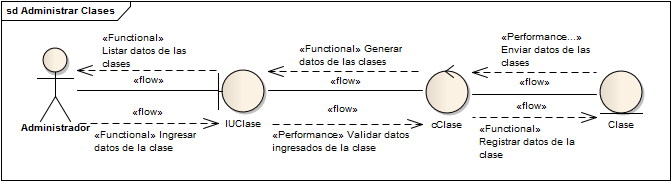 sd Administrar Clases
«Functional»
Listar datos de las
clases
«flow»
«flow»
Administrador
«Functional» Ingresar
datos de la clase
IUClase
«Functional» Generar
datos de las clases
«flow»
«flow»
«Performance» Validar datos
ingresados de la clase
cClase
«Performance...»
Enviar datos de las
clases
«flow»
«flow»
«Functional»
Registrar datos de la
clase
Clase